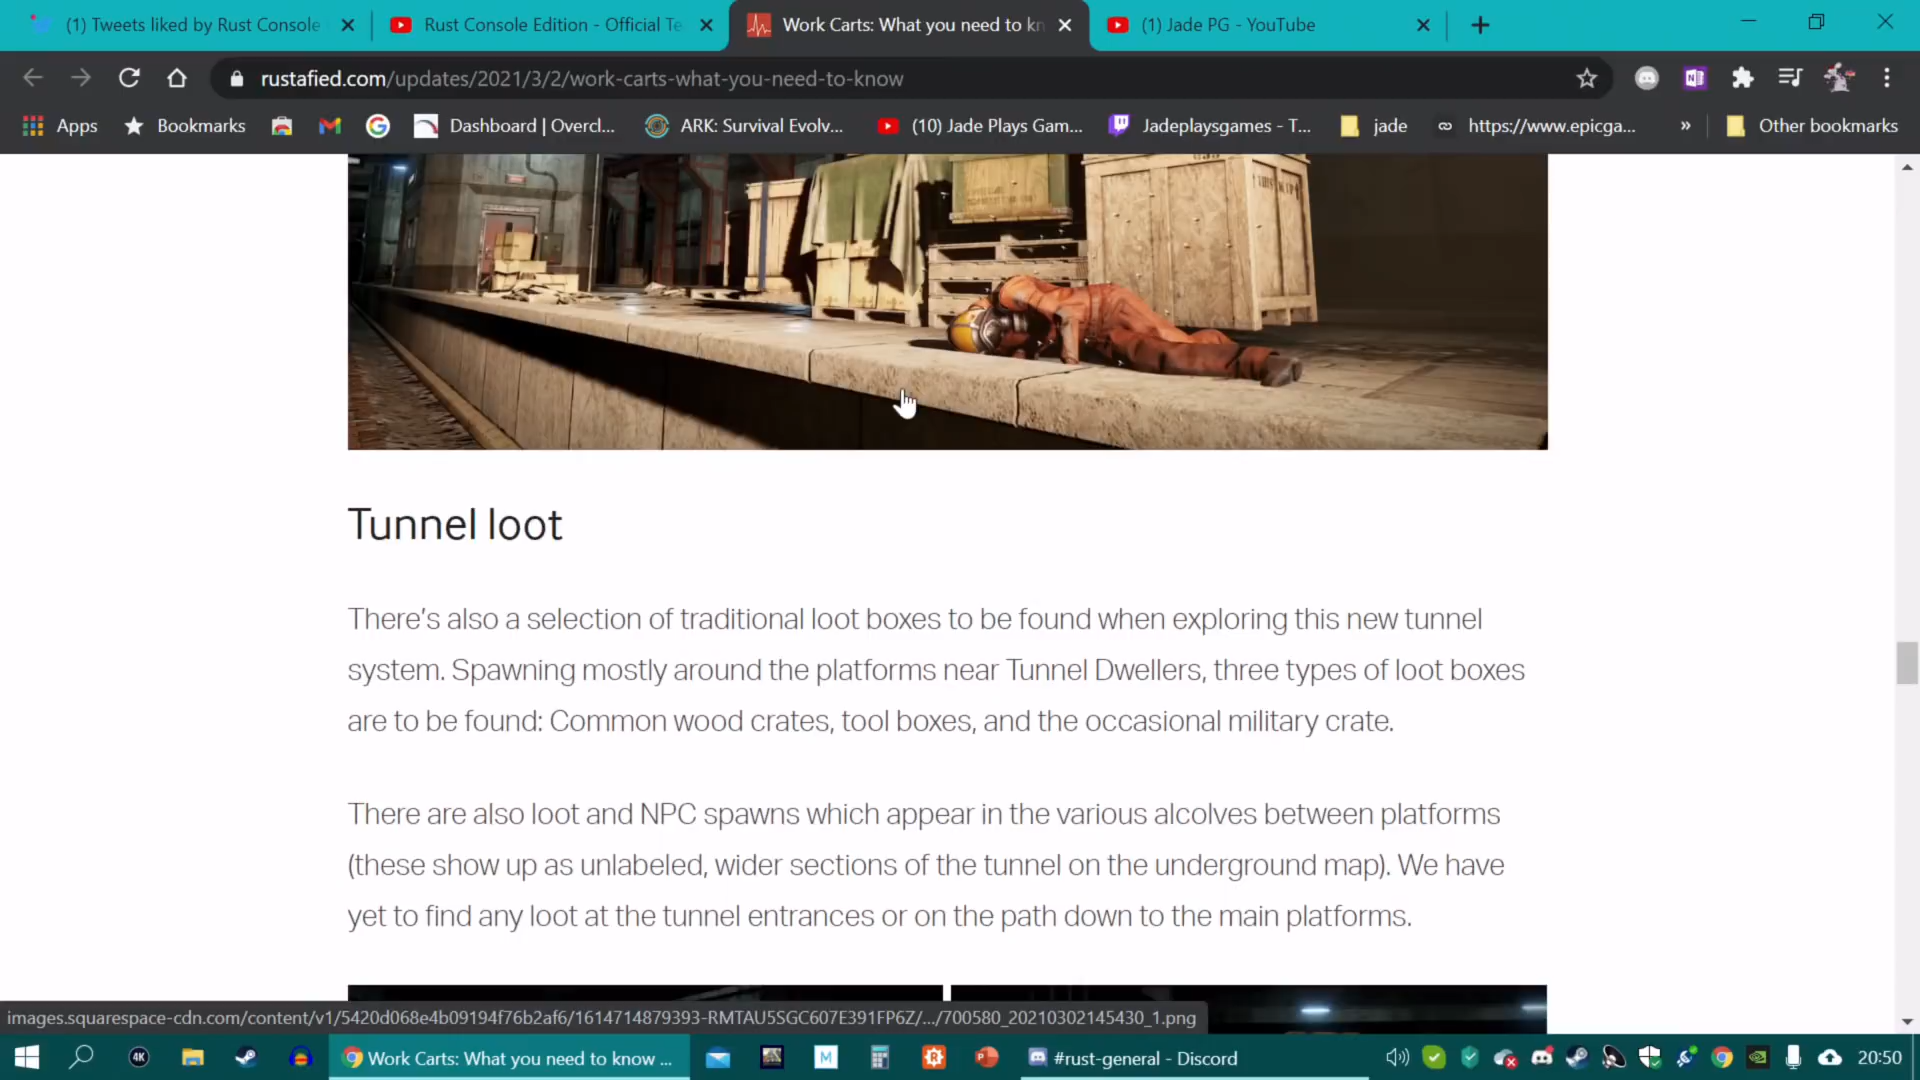 (1) Tweets liked by Rust Console
Rust Console Edition - Official Te
Work Carts: What you need to kn
(1) Jade PG - YouTube
rustafied.com/updates/2021/3/2/work-carts-what-you-need-to-know
Apps
Bookmarks
Dashboard | Overcl...
ARK: Survival Evolv...
(10) Jade Plays Gam...
Jadeplaysgames - T...
jade
https://www.epicga...
»
Other bookmarks
Tunnel loot
There's also a selection of traditional loot boxes to be found when exploring this new tunnel
system. Spawning mostly around the platforms near Tunnel Dwellers, three types of loot boxes
are to be found: Common wood crates, tool boxes, and the occasional military crate.
There are also loot and NPC spawns which appear in the various alcolves between platforms
(these show up as unlabeled, wider sections of the tunnel on the underground map). We have
yet to find any loot at the tunnel entrances or on the path down to the main platforms.
images.squarespace-cdn.com/content/v1/5420d068e4b09194f76b2af6/1614714879393-RMTAU5SGC607E391FP6Z/.../700580_20210302145430_1.png
4K
Work Carts: What you need to know ...
M
#rust-general - Discord
20:50